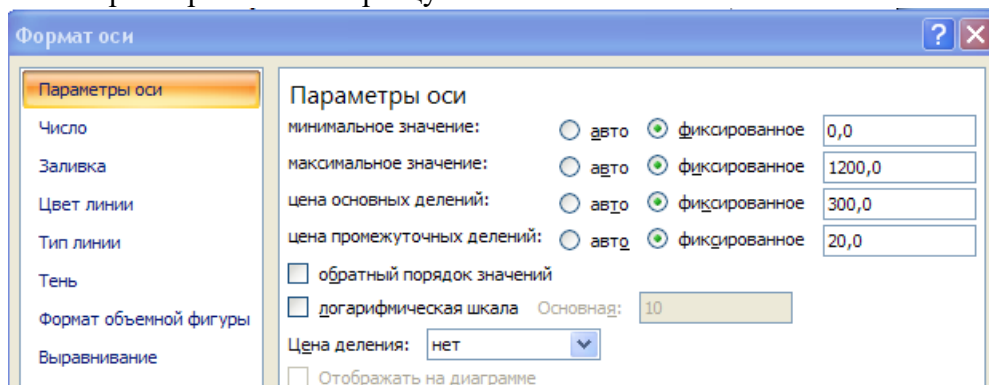 Формат оси
Параметры оси
Число
Заливка
Цвет линии
Тип линии
Тень
Формат объемной фигуры
Выравнивание
Параметры оси
минимальное значение: авто фиксированное 0,0
максимальное значение: авто фиксированное 1200,0
цена основных делений: авто фиксированное 300,0
цена промежуточных делений: авто фиксированное 20,0
обратный порядок значений
логарифмическая шкала Основная: 10
Цена деления: нет
Отображать на диаграмме